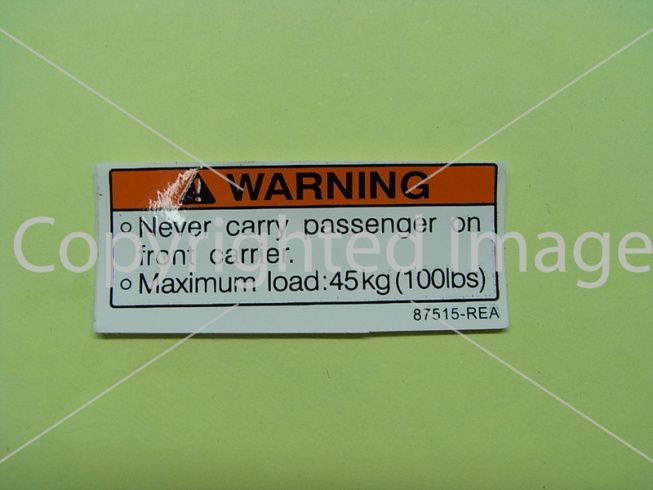 WARNING
Never carry passenger on
front carrier.
Maximum load:45kg(100lbs)
87515-REA
Copyrighted Image